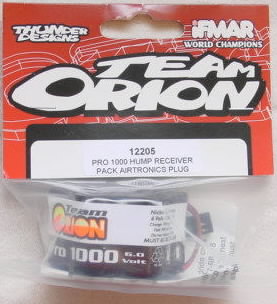 THUNDER
DESIGNS
IFMAR
WORLD CHAMPIONS
TEAM
ORION
12205
PRO 1000 HUMP RECEIVER
PACK AIRTRONICS PLUG
Team
ORION
ro 1000 6.0
Volt